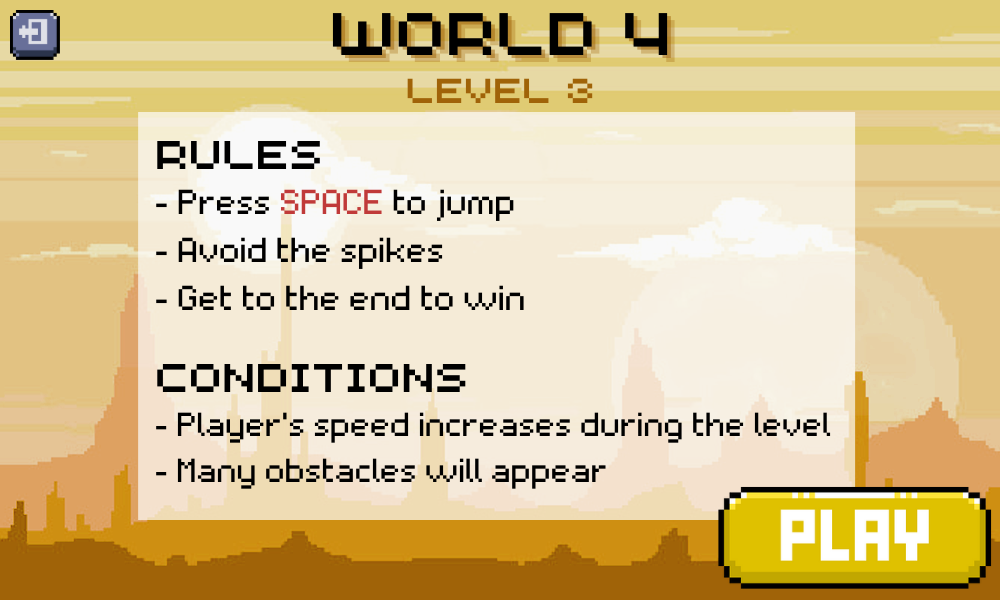 WORLD 4
LEVEL 3
RULES
- Press SPACE to jump
- Avoid the spikes
- Get to the end to win
CONDITIONS
- Player's speed increases during the level
- Many obstacles will appear
PLAY